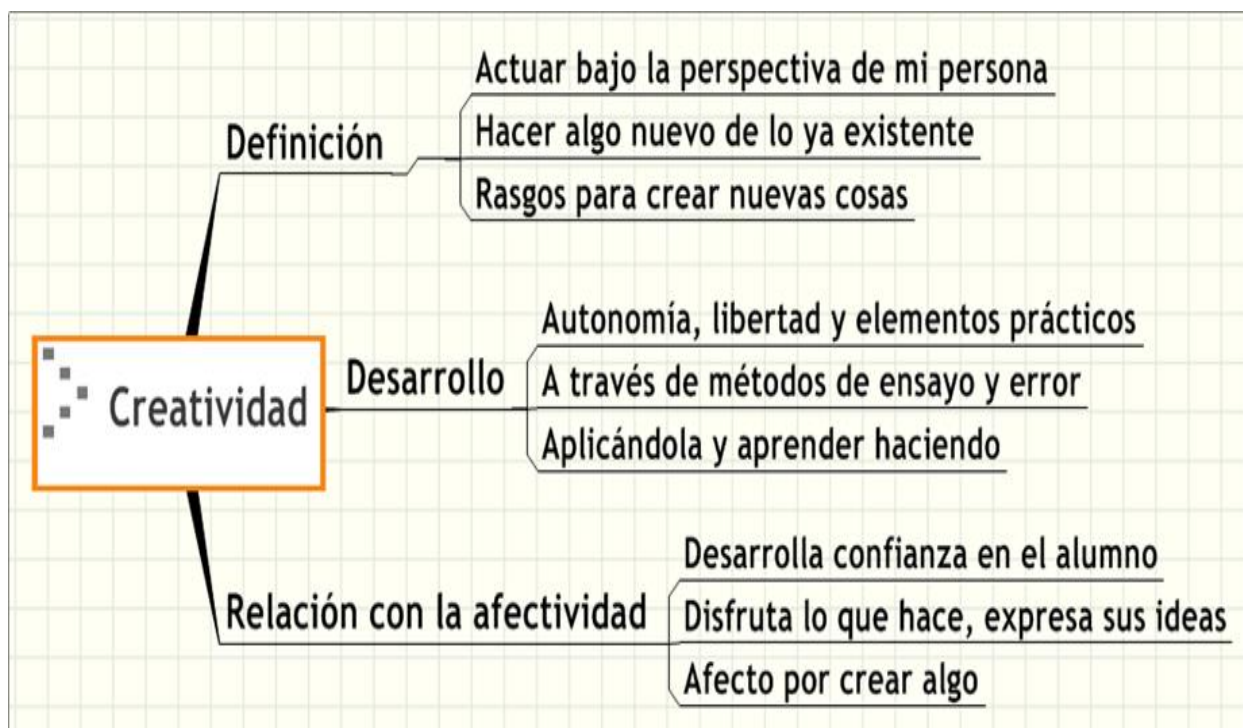 Creatividad
Definición
Actuar bajo la perspectiva de mi persona
Hacer algo nuevo de lo ya existente
Rasgos para crear nuevas cosas
Desarrollo
Autonomía, libertad y elementos prácticos
A través de métodos de ensayo y error
Aplicándola y aprender haciendo
Relación con la afectividad
Desarrolla confianza en el alumno
Disfruta lo que hace, expresa sus ideas
Afecto por crear algo